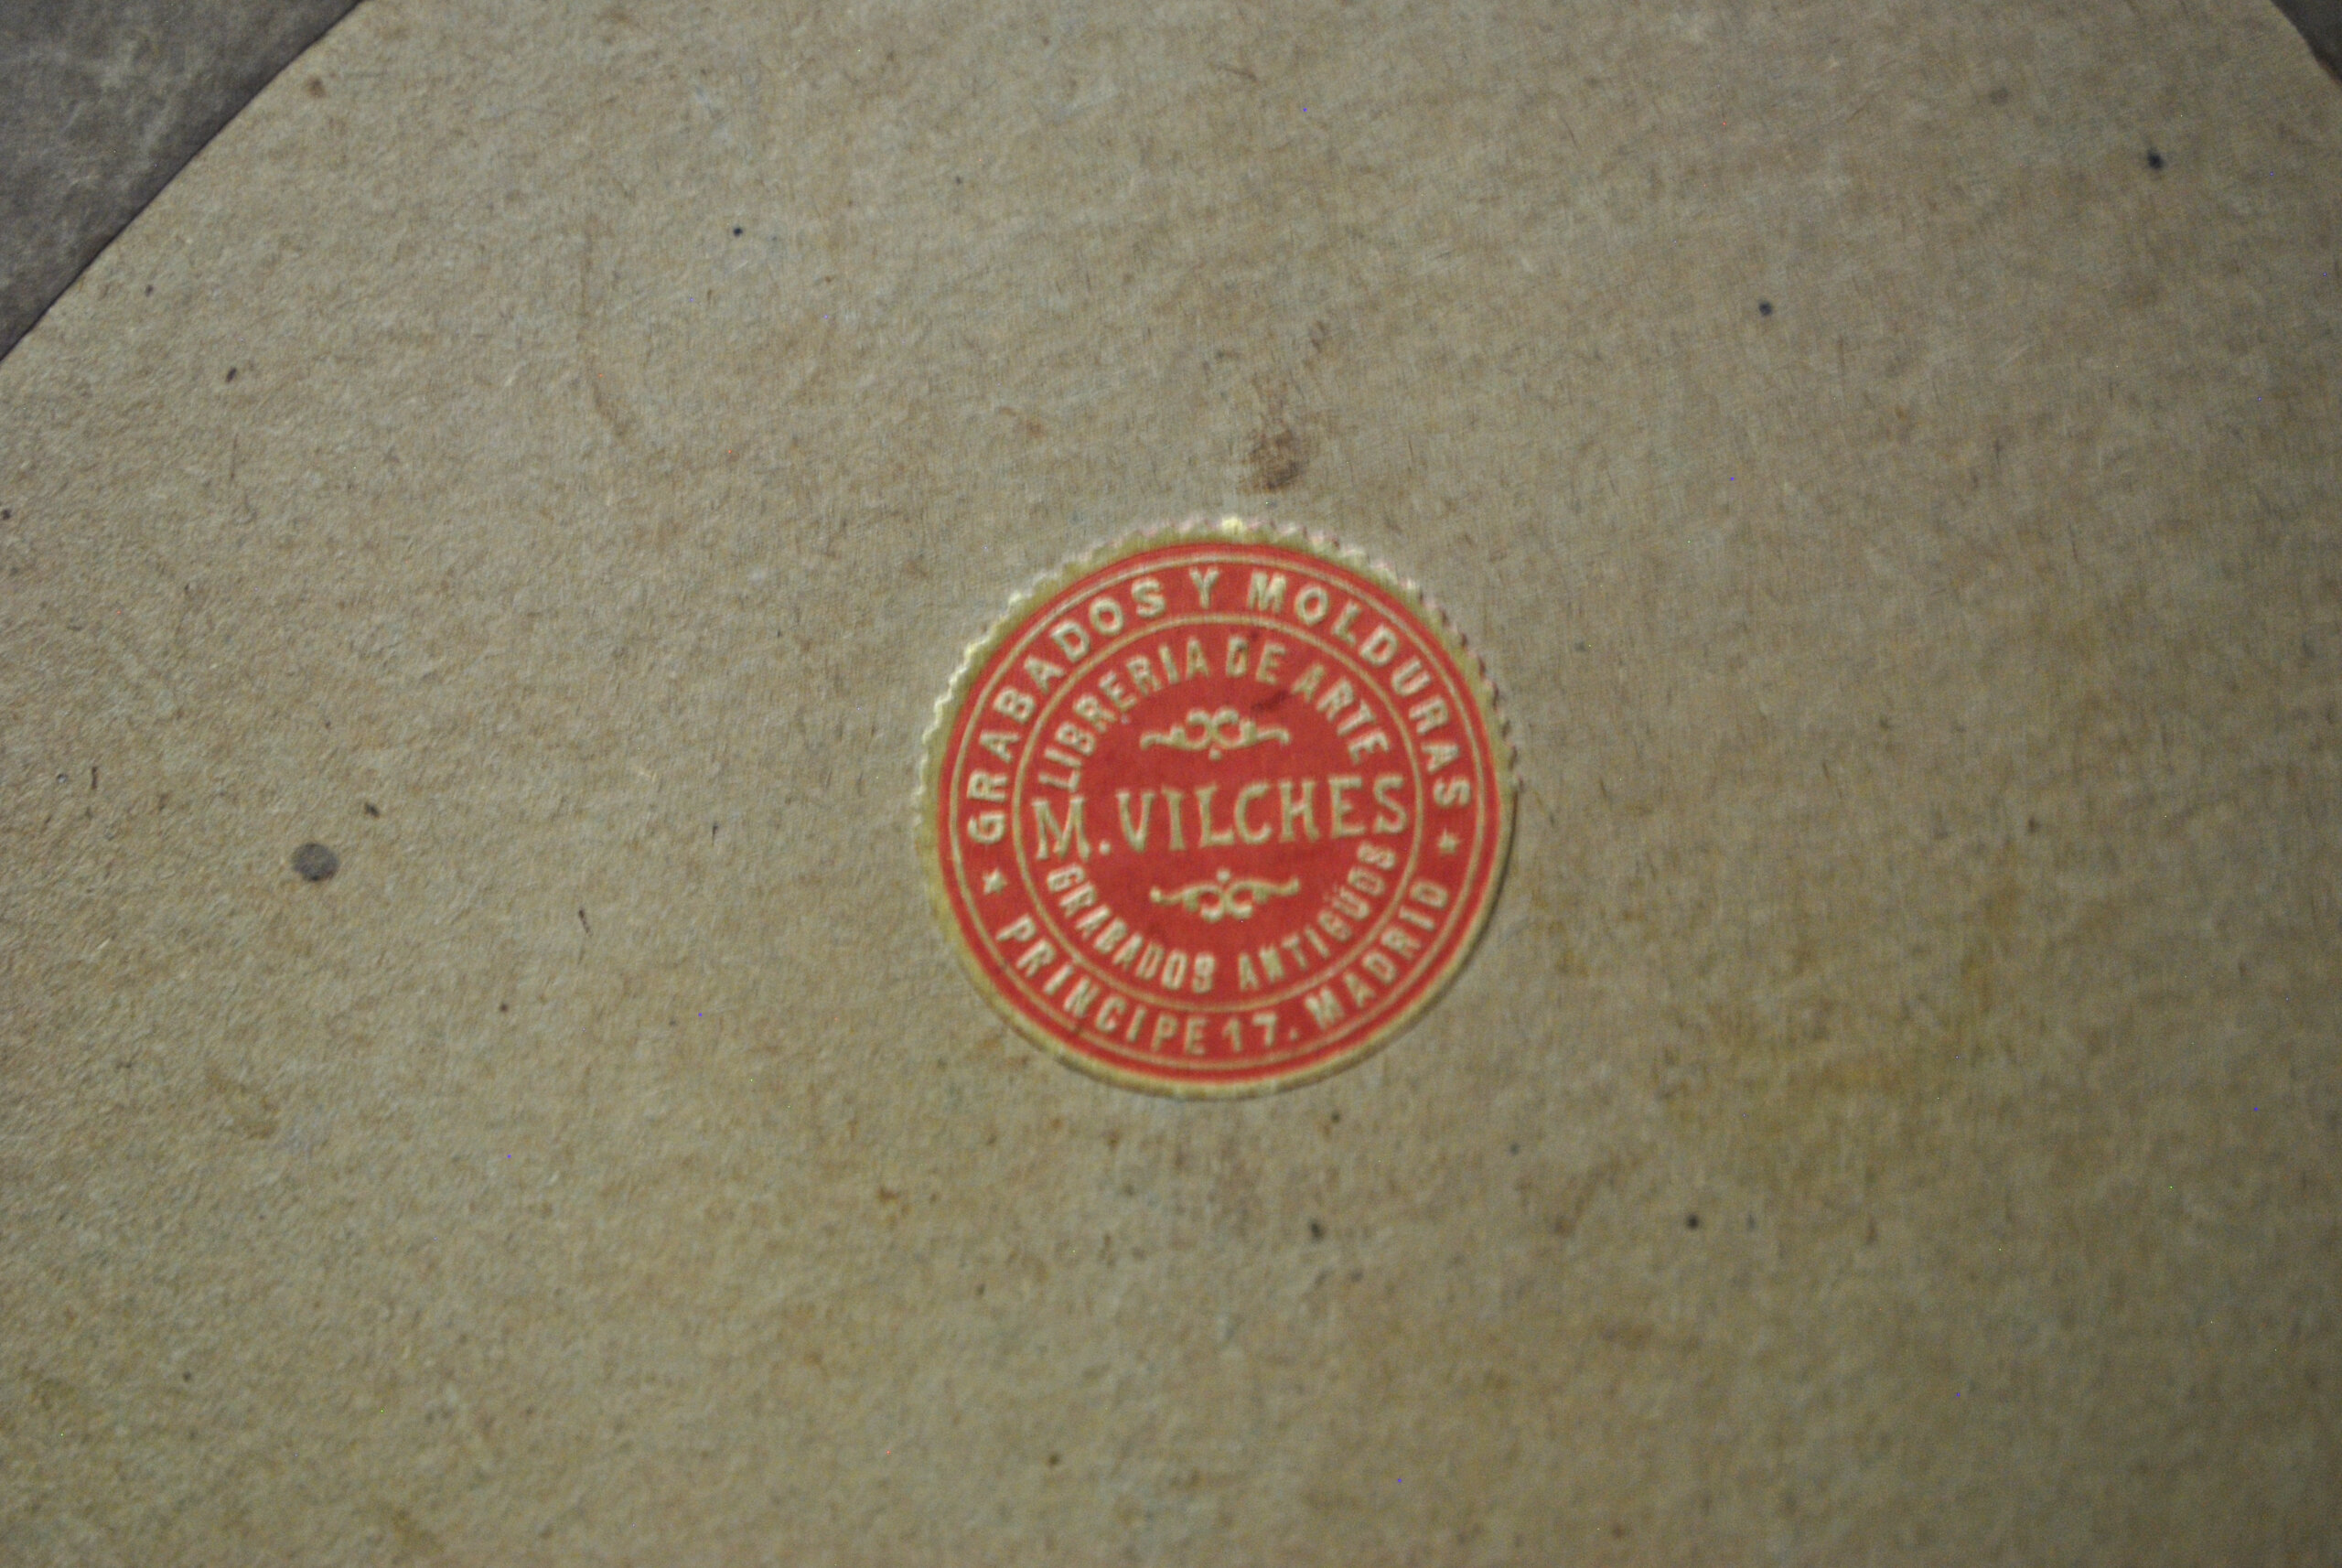 GRABADOS Y MOLDURAS
LIBRERIA DE ARTE
M. VILCHES
GRABADOS ANTIGÜOS
PRINCIPE 17. MADRID